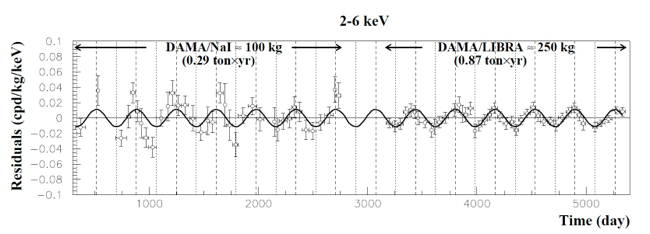 2-6 keV
Residuals (cpd/kg/keV)
0.1
0.08
0.06
0.04
0.02
0
−0.02
−0.04
−0.06
−0.08
−0.1
DAMA/NaI ≈ 100 kg
(0.29 ton×yr)
DAMA/LIBRA ≈ 250 kg
(0.87 ton×yr)
1000 2000 3000 4000 5000
Time (day)